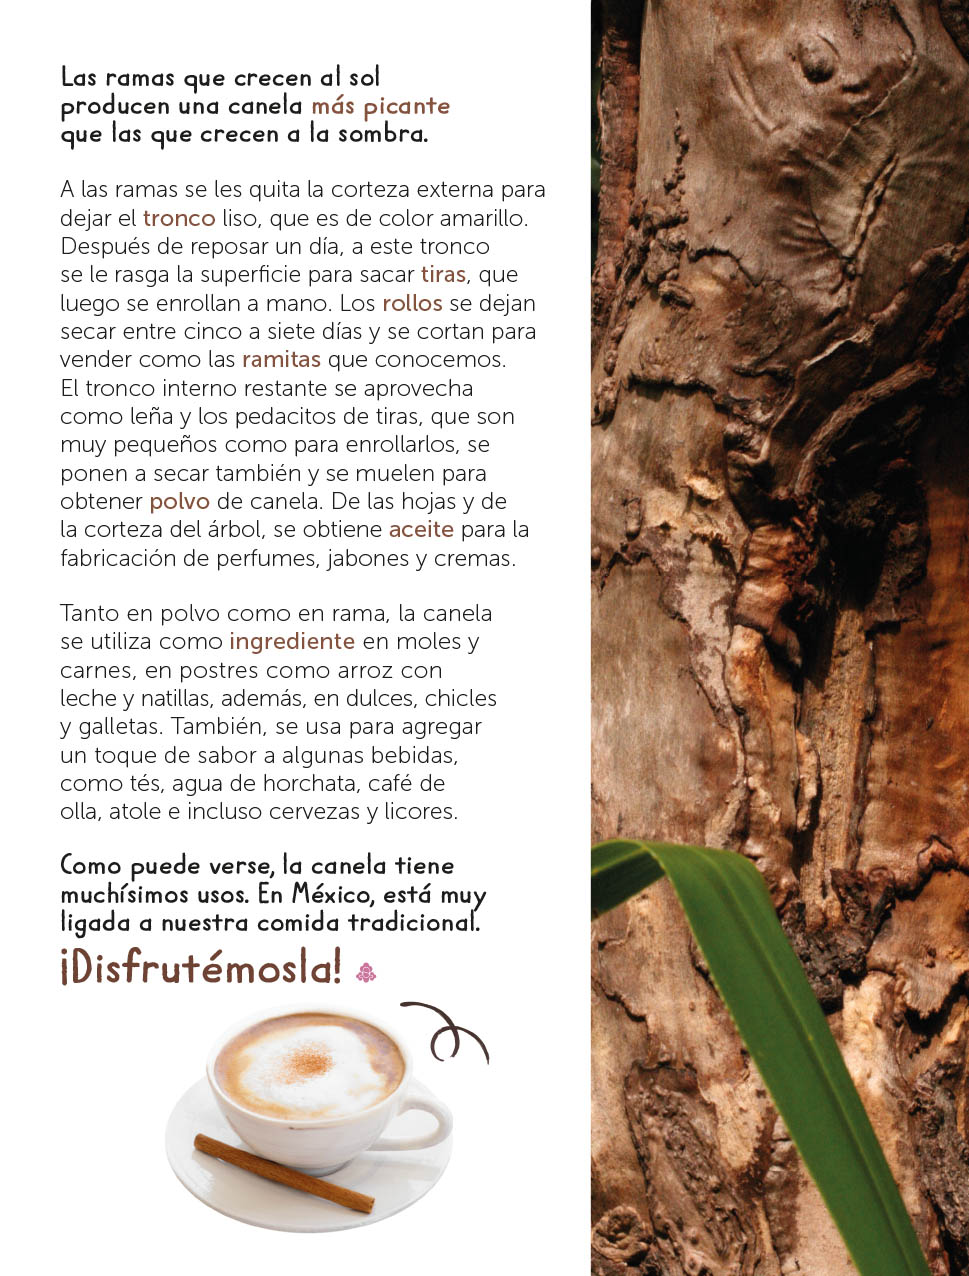 Las ramas que crecen al sol
producen una canela más picante
que las que crecen a la sombra.
A las ramas se les quita la corteza externa para
dejar el tronco liso, que es de color amarillo.
Después de reposar un día, a este tronco
se le rasga la superficie para sacar tiras, que
luego se enrollan a mano. Los rollos se dejan
secar entre cinco a siete días y se cortan para
vender como las ramitas que conocemos.
El tronco interno restante se aprovecha
como leña y los pedacitos de tiras, que son
muy pequeños como para enrollarlos, se
ponen a secar también y se muelen para
obtener polvo de canela. De las hojas y de
la corteza del árbol, se obtiene aceite para la
fabricación de perfumes, jabones y cremas.
Tanto en polvo como en rama, la canela
se utiliza como ingrediente en moles y
carnes, en postres como arroz con
leche y natillas, además, en dulces, chicles
y galletas. También, se usa para agregar
un toque de sabor a algunas bebidas,
como tés, agua de horchata, café de
olla, atole e incluso cervezas y licores.
Como puede verse, la canela tiene
muchísimos usos. En México, está muy
ligada a nuestra comida tradicional.
¡Disfrutémosla!